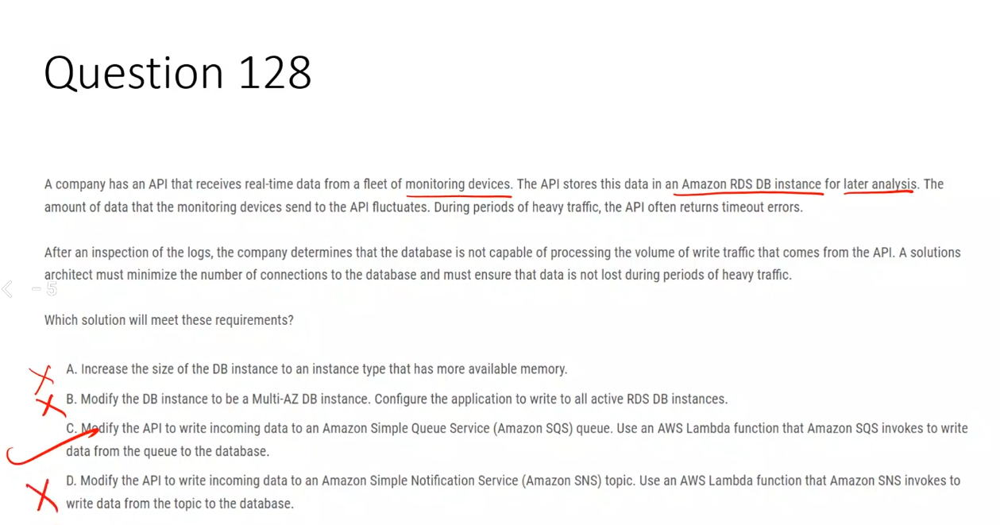 Question 128
A company has an API that receives real-time data from a fleet of monitoring devices. The API stores this data in an Amazon RDS DB instance for later analysis. The
amount of data that the monitoring devices send to the API fluctuates. During periods of heavy traffic, the API often returns timeout errors.
After an inspection of the logs, the company determines that the database is not capable of processing the volume of write traffic that comes from the API. A solutions
architect must minimize the number of connections to the database and must ensure that data is not lost during periods of heavy traffic.
- 5
Which solution will meet these requirements?
A. Increase the size of the DB instance to an instance type that has more available memory.
B. Modify the DB instance to be a Multi-AZ DB instance. Configure the application to write to all active RDS DB instances.
C. Modify the API to write incoming data to an Amazon Simple Queue Service (Amazon SQS) queue. Use an AWS Lambda function that Amazon SQS invokes to write
data from the queue to the database.
D. Modify the API to write incoming data to an Amazon Simple Notification Service (Amazon SNS) topic. Use an AWS Lambda function that Amazon SNS invokes to
write data from the topic to the database.